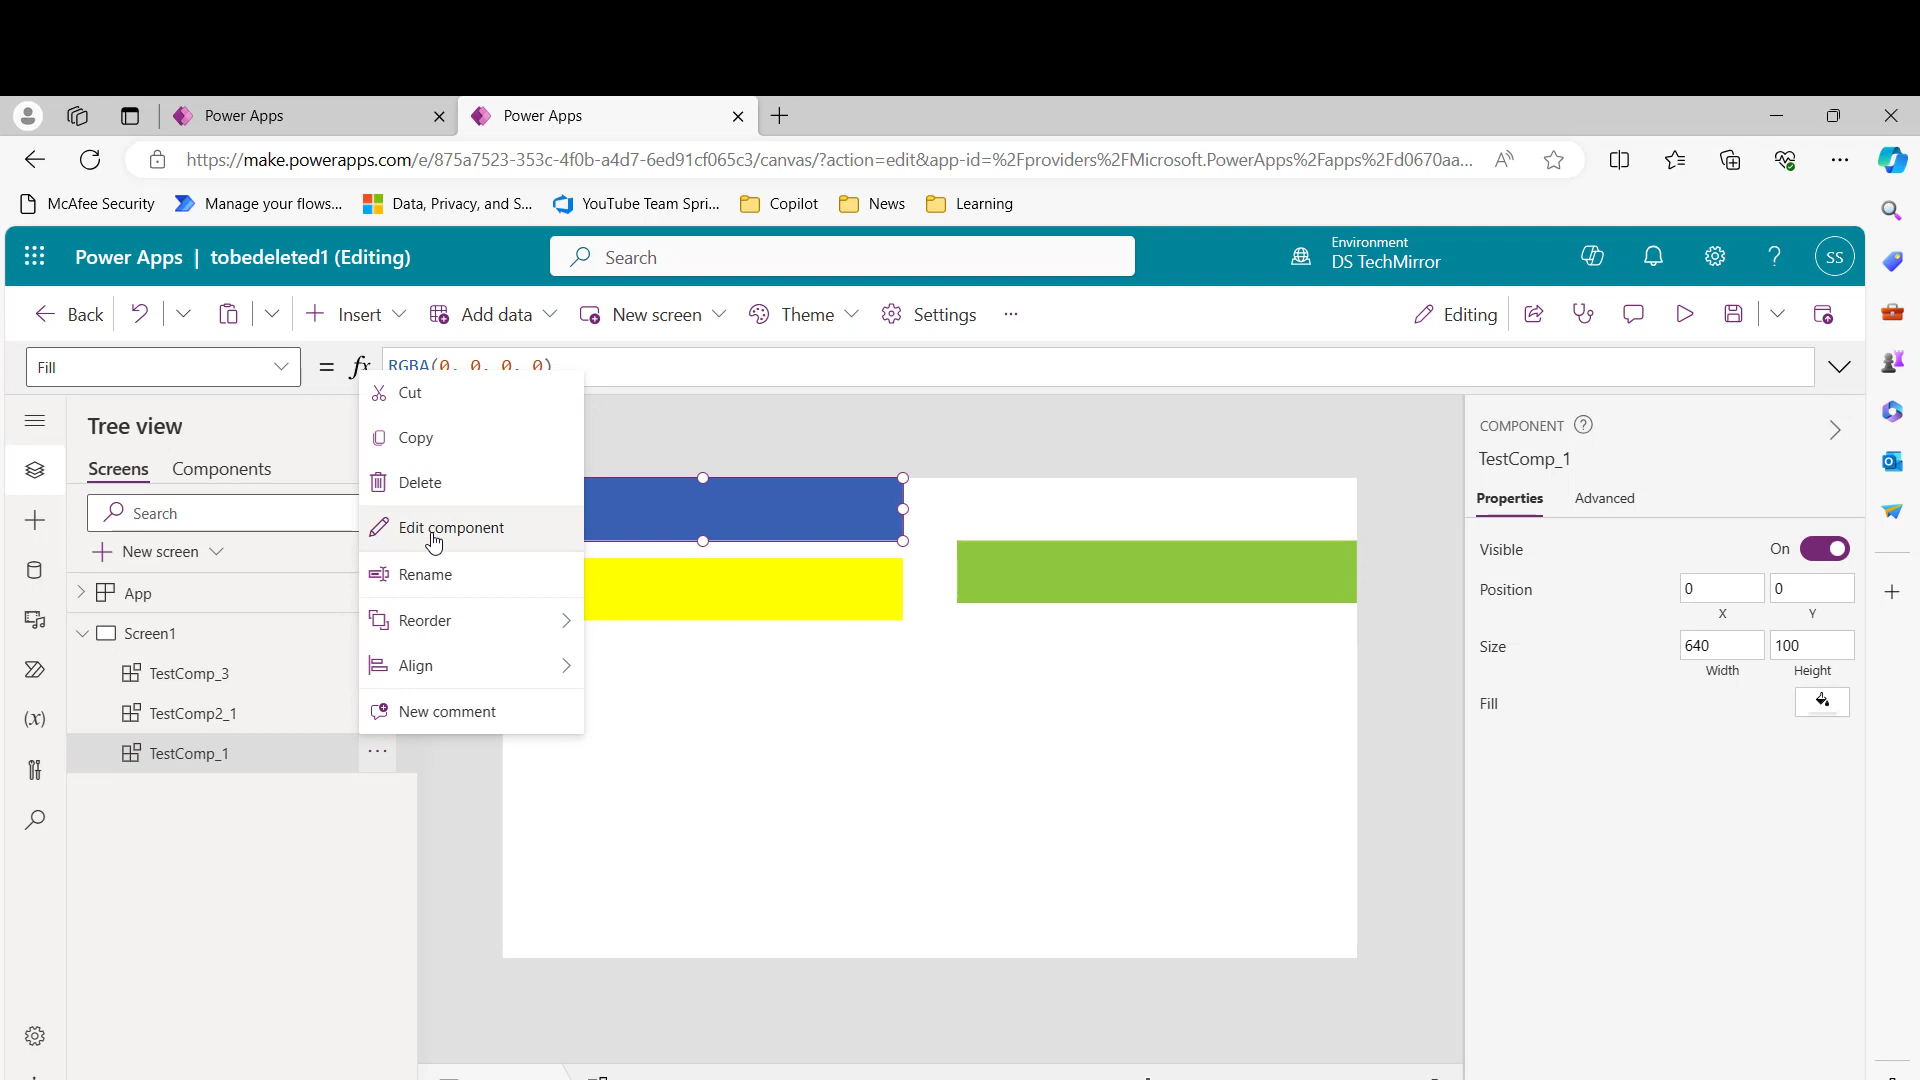 Power Apps
Power Apps
https://make.powerapps.com/e/875a7523-353c-4f0b-a4d7-6ed91cf065c3/canvas/?action=edit&app-id=%2Fproviders%2FMicrosoft.PowerApps%2Fapps%2Fd0670aa...
McAfee Security
Manage your flows...
Data, Privacy, and S...
YouTube Team Spri...
Copilot
News
Learning
Power Apps | tobedeleted1 (Editing)
Search
Environment
DS TechMirror
SS
Back
Insert
Add data
New screen
Theme
Settings
Editing
Fill
= fx
RGBA(0, 0, 0, 0)
Tree view
Screens
Components
Search
New screen
App
Screen1
TestComp_3
TestComp2_1
TestComp_1
Cut
Copy
Delete
Edit component
Rename
Reorder
Align
New comment
COMPONENT
TestComp_1
Properties
Advanced
Visible
On
Position
0
0
X
Y
Size
640
100
Width
Height
Fill